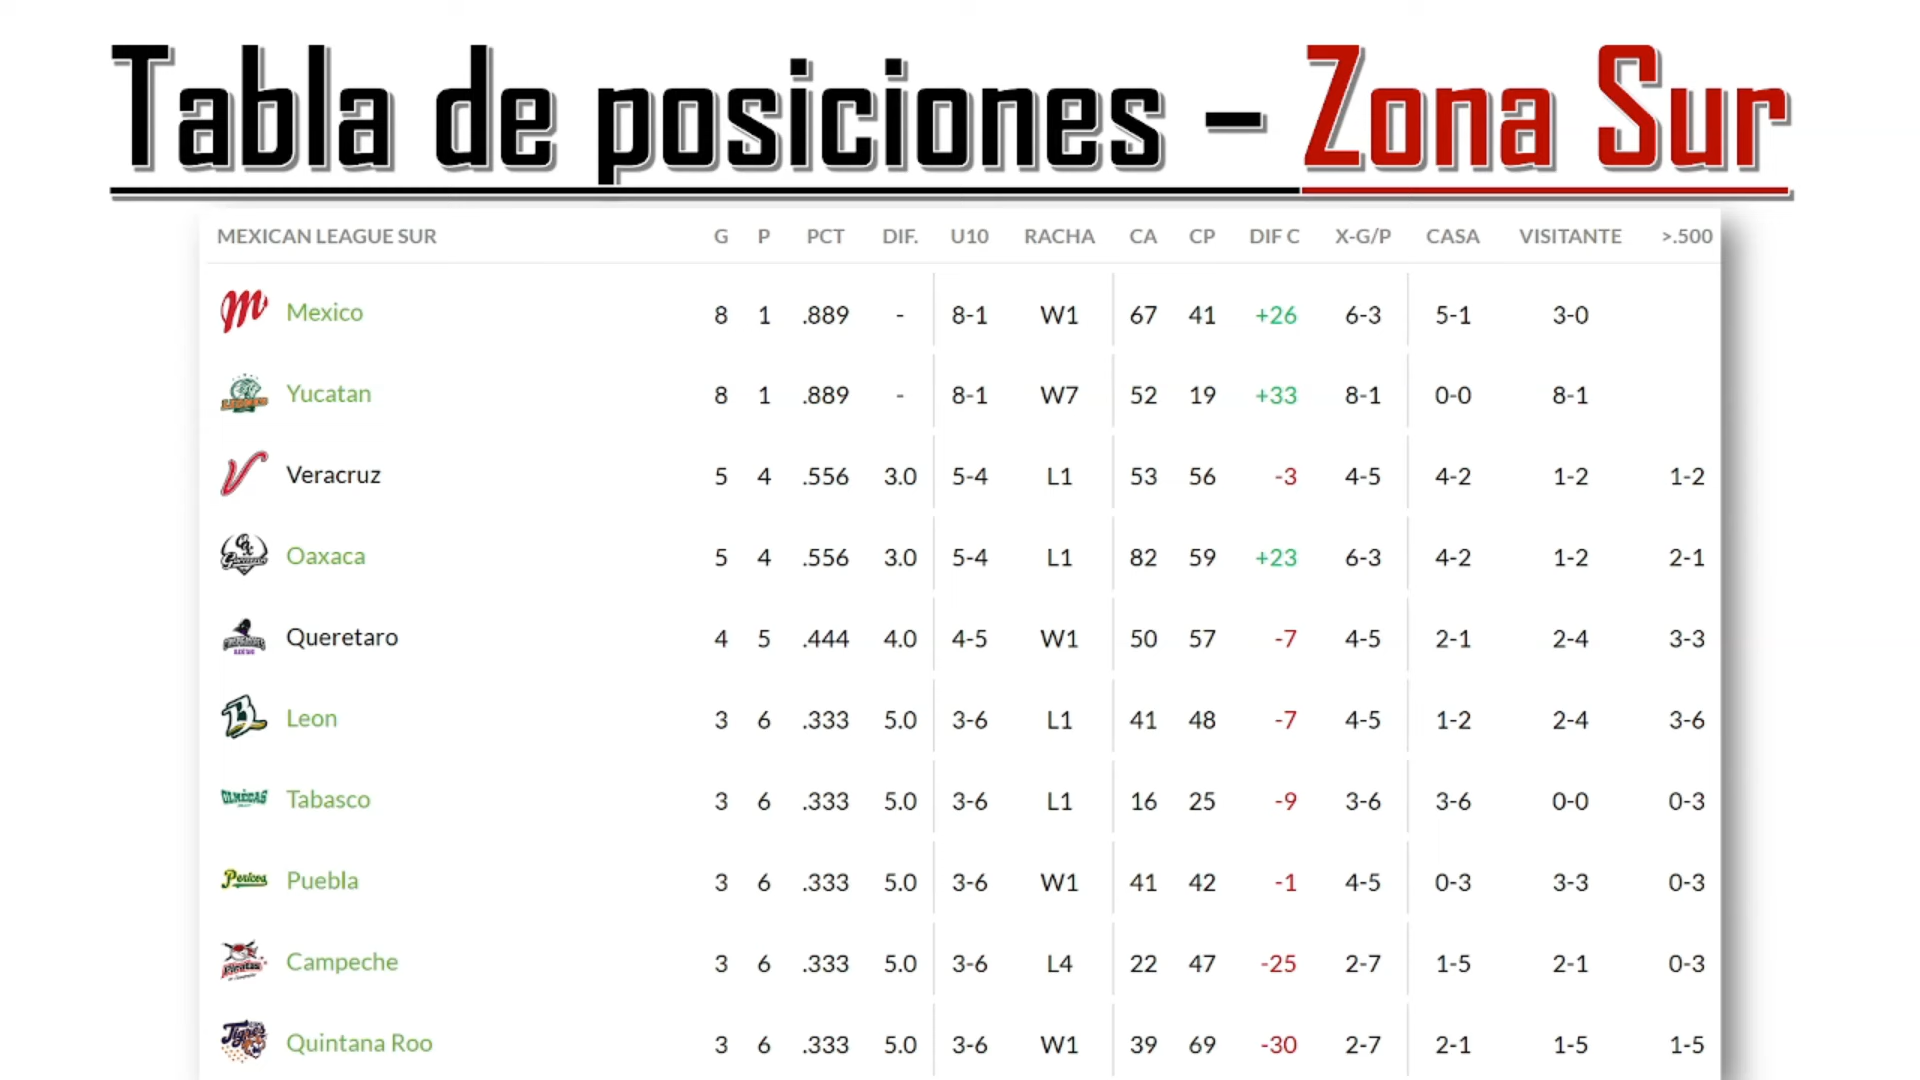 Tabla de posiciones – Zona Sur
MEXICAN LEAGUE SUR G P PCT DIF. U10 RACHA CA CP DIF C X-G/P CASA VISITANTE >.500
Mexico 8 1 .889 - 8-1 W1 67 41 +26 6-3 5-1 3-0
Yucatan 8 1 .889 - 8-1 W7 52 19 +33 8-1 0-0 8-1
Veracruz 5 4 .556 3.0 5-4 L1 53 56 -3 4-5 4-2 1-2 1-2
Oaxaca 5 4 .556 3.0 5-4 L1 82 59 +23 6-3 4-2 1-2 2-1
Queretaro 4 5 .444 4.0 4-5 W1 50 57 -7 4-5 2-1 2-4 3-3
Leon 3 6 .333 5.0 3-6 L1 41 48 -7 4-5 1-2 2-4 3-6
OLMECAS Tabasco 3 6 .333 5.0 3-6 L1 16 25 -9 3-6 3-6 0-0 0-3
Pericos Puebla 3 6 .333 5.0 3-6 W1 41 42 -1 4-5 0-3 3-3 0-3
Piratas Campeche 3 6 .333 5.0 3-6 L4 22 47 -25 2-7 1-5 2-1 0-3
Tigres Quintana Roo 3 6 .333 5.0 3-6 W1 39 69 -30 2-7 2-1 1-5 1-5